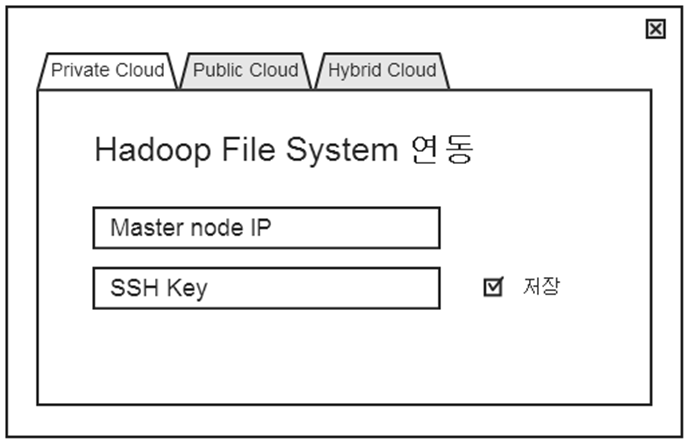 Private Cloud Public Cloud Hybrid Cloud
Hadoop File System 연동
Master node IP
SSH Key 저장